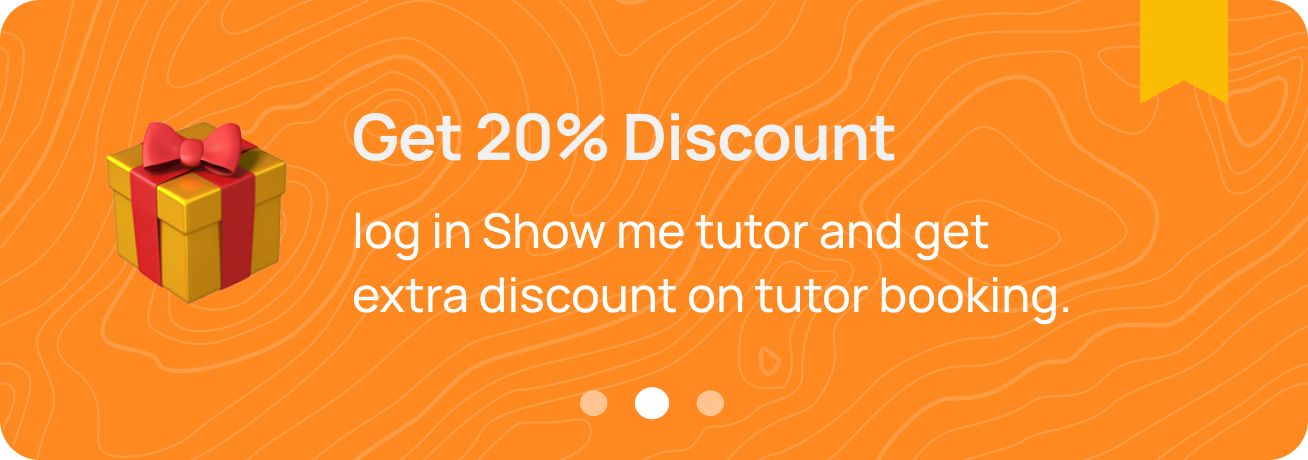 Get 20% Discount
log in Show me tutor and get
extra discount on tutor booking.